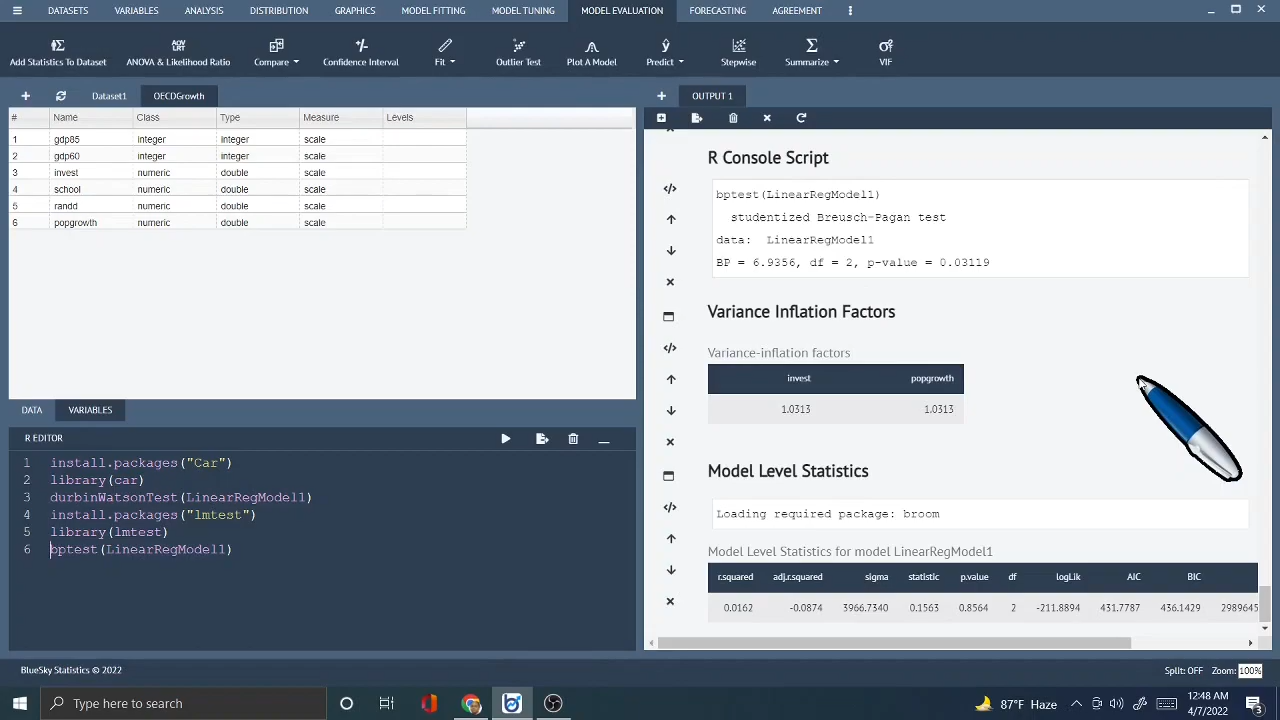 DATASETS VARIABLES ANALYSIS DISTRIBUTION GRAPHICS MODEL FITTING MODEL TUNING MODEL EVALUATION FORECASTING AGREEMENT
Add Statistics To Dataset ANOVA & Likelihood Ratio Compare Confidence Interval Fit Outlier Test Plot A Model Predict Stepwise Summarize VIF
Dataset1 OECDGrowth
# Name Class Type Measure Levels
1 gdp85 integer integer scale
2 gdp60 integer integer scale
3 invest numeric double scale
4 school numeric double scale
5 randd numeric double scale
6 popgrowth numeric double scale
DATA VARIABLES
R EDITOR
1 install.packages("Car")
2 library(car)
3 durbinWatsonTest(LinearRegModel1)
4 install.packages("lmtest")
5 library(lmtest)
6 bptest(LinearRegModel1)
OUTPUT 1
R Console Script
bptest(LinearRegModel1)
studentized Breusch-Pagan test
data: LinearRegModel1
BP = 6.9356, df = 2, p-value = 0.03119
Variance Inflation Factors
Variance-inflation factors
invest popgrowth
1.0313 1.0313
Model Level Statistics
Loading required package: broom
Model Level Statistics for model LinearRegModel1
r.squared adj.r.squared sigma statistic p.value df logLik AIC BIC
0.0162 -0.0874 3966.7340 0.1563 0.8564 2 -211.8894 431.7787 436.1429 2989645
BlueSky Statistics © 2022
Split: OFF Zoom: 100%
Type here to search
87°F Haze
12:48 AM
4/7/2022
3